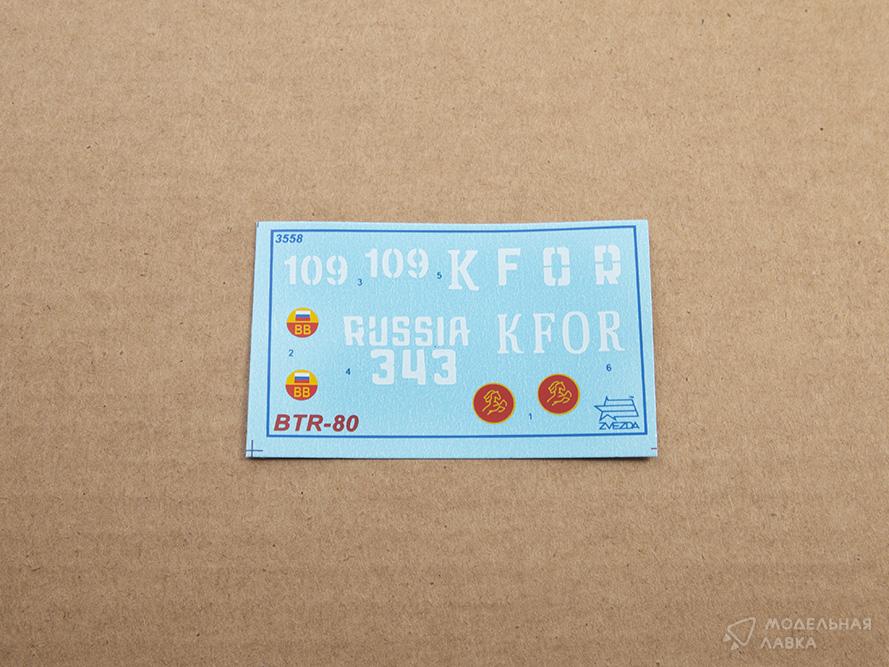 3558
109 109 K F O R
3 5
RUSSIA KFOR
343
BB
2
4
6
BB
1
BTR-80
ZVEZDA
МОДЕЛЬНАЯ
ЛАВКА